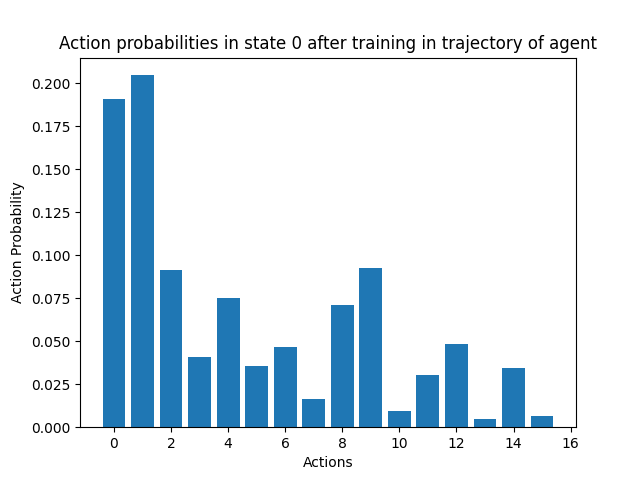 Action probabilities in state 0 after training in trajectory of agent
0.200
0.175
0.150
0.125
0.100
0.075
0.050
0.025
0.000
Action Probability
0 2 4 6 8 10 12 14 16
Actions